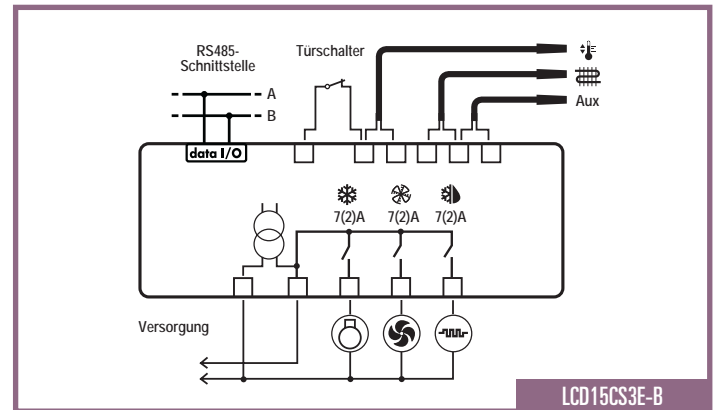 RS485-
Schnittstelle
Türschalter
A
B
Aux
data I/O
7(2)A 7(2)A 7(2)A
Versorgung
LCD15CS3E-B